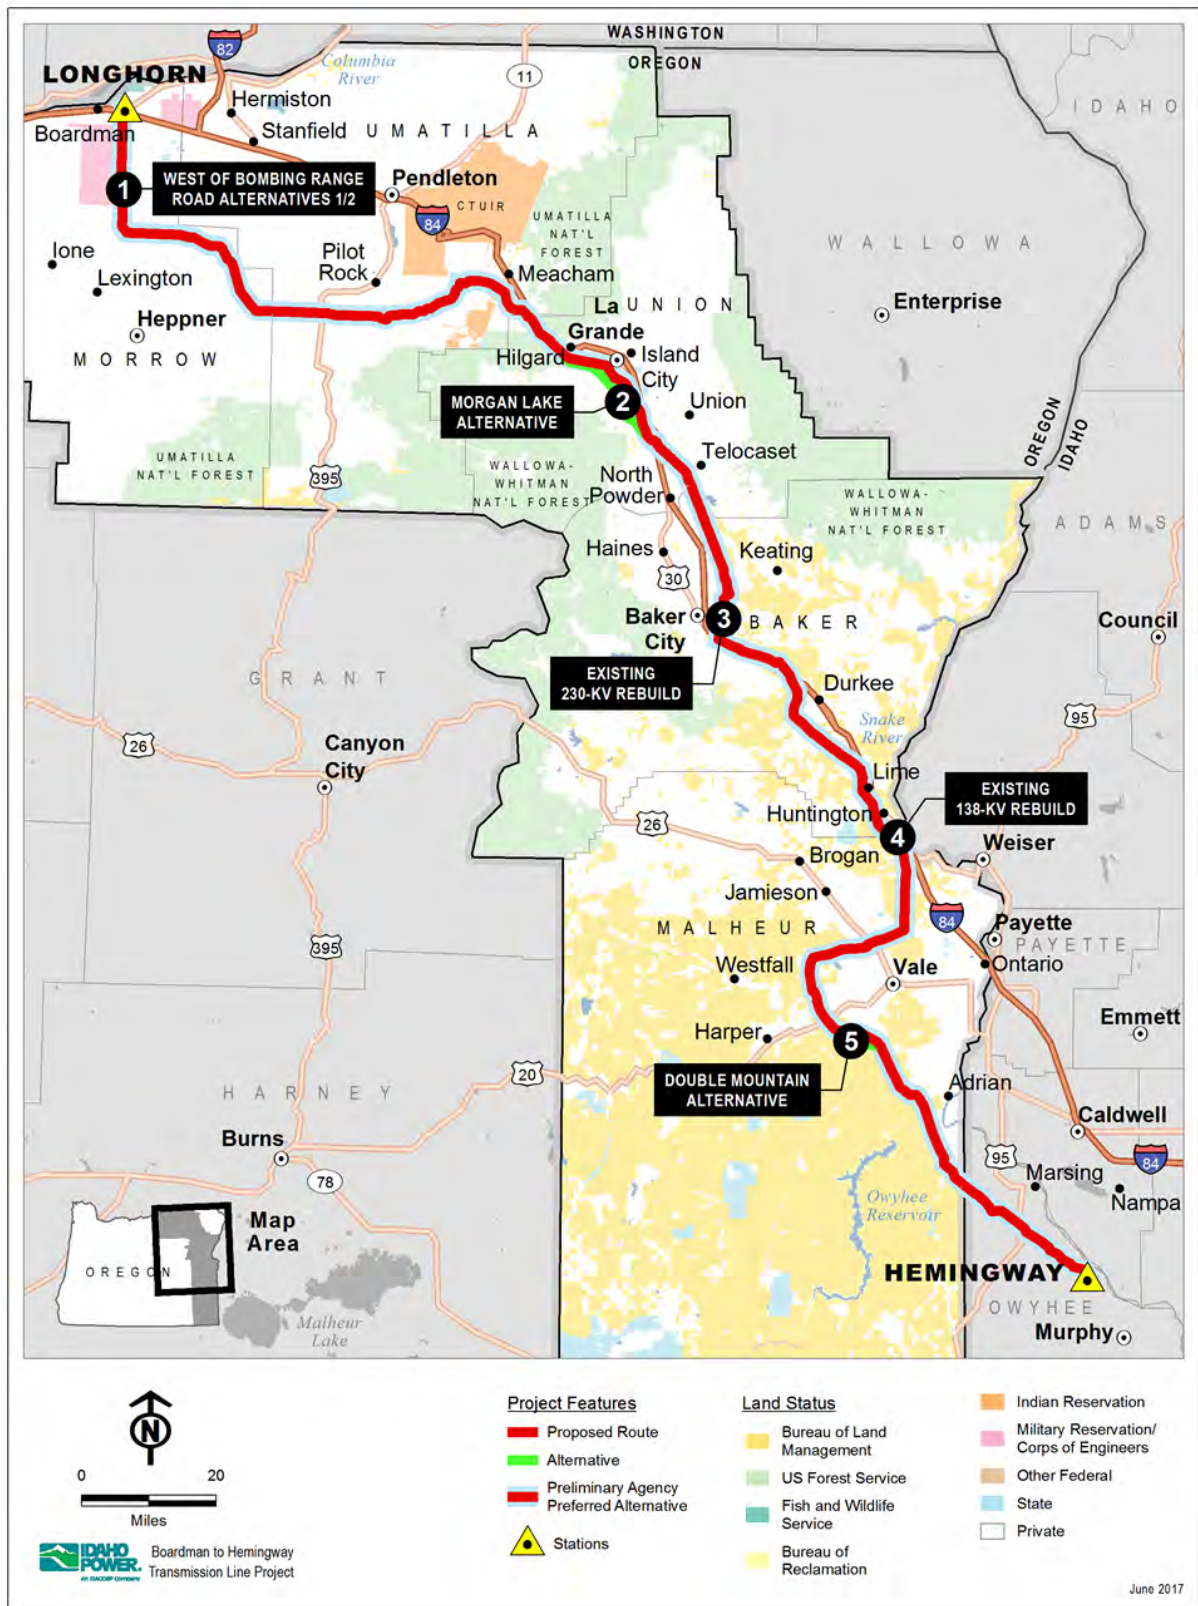 WASHINGTON
OREGON
82
LONGHORN
Columbia
River
11
IDAHO
Hermiston
Boardman
Stanfield
UMATILLA
1
WEST OF BOMBING RANGE
ROAD ALTERNATIVES 1/2
Pendleton
CTUIR
84
UMATILLA
NAT'L
FOREST
WALLOWA
Ione
Pilot
Rock
Meacham
Lexington
La
Grande
UNION
Enterprise
Heppner
MORROW
Hilgard
Island
City
MORGAN LAKE
ALTERNATIVE
2
Union
OREGON
IDAHO
UMATILLA
NAT'L FOREST
395
WALLOWA-
WHITMAN
NAT'L FOREST
Telocaset
North
Powder
WALLOWA-
WHITMAN
NAT'L FOREST
ADAMS
Haines
30
Keating
Baker
City
3
BAKER
Council
EXISTING
230-KV REBUILD
GRANT
Durkee
Snake
River
95
26
Canyon
City
Lime
EXISTING
138-KV REBUILD
Huntington
4
26
Weiser
Brogan
Jamieson
MALHEUR
84
Payette
PAYETTE
395
Westfall
Vale
Ontario
Emmett
Harper
5
DOUBLE MOUNTAIN
ALTERNATIVE
20
Adrian
HARNEY
Caldwell
Burns
95
84
78
Marsing
Nampa
Owyhee
Reservoir
Map
Area
OREGON
HEMINGWAY
OWYHEE
Malheur
Lake
Murphy
N
0 20
Miles
IDAHO
POWER.
An IDACORP Company
Boardman to Hemingway
Transmission Line Project
Project Features
Proposed Route
Alternative
Preliminary Agency
Preferred Alternative
Stations
Land Status
Bureau of Land
Management
US Forest Service
Fish and Wildlife
Service
Bureau of
Reclamation
Indian Reservation
Military Reservation/
Corps of Engineers
Other Federal
State
Private
June 2017